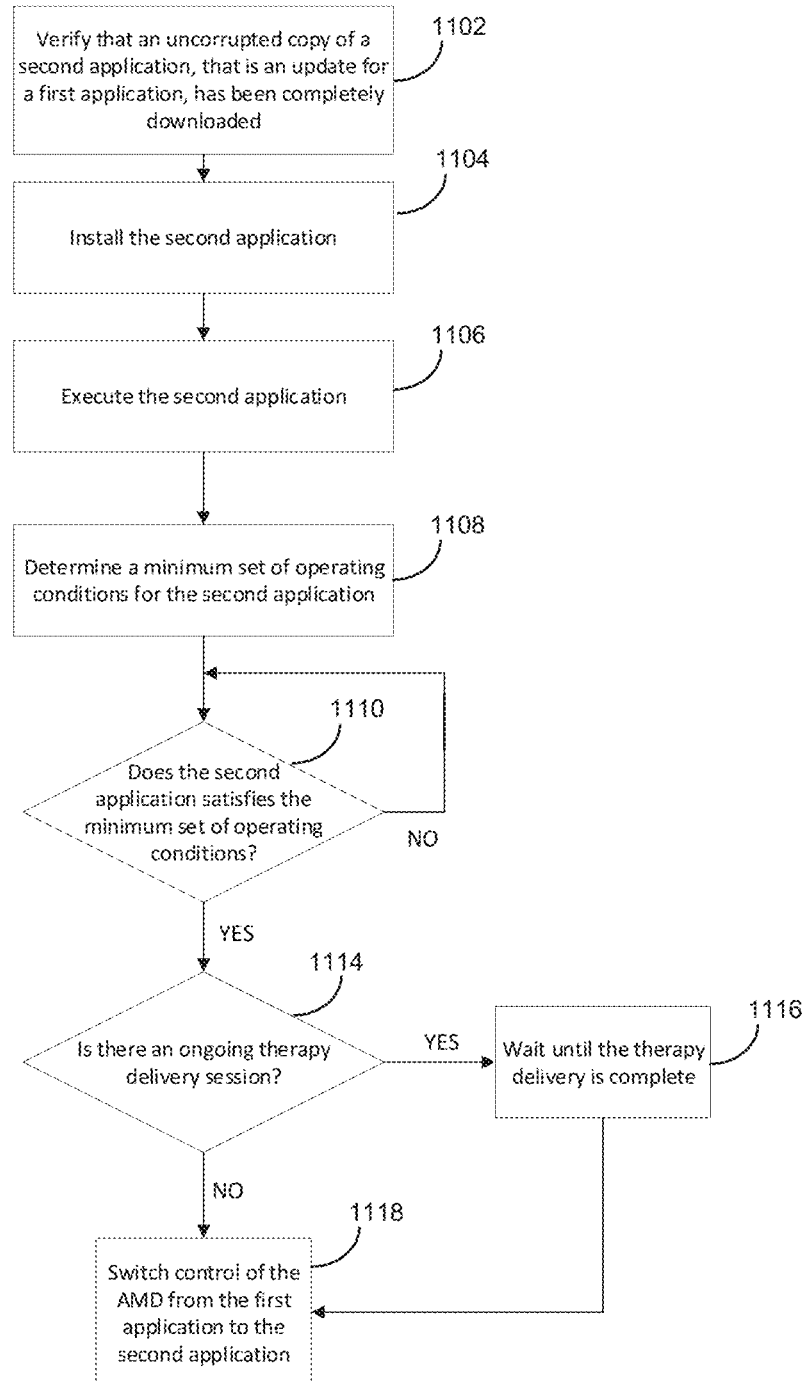 Verify that an uncorrupted copy of a
second application, that is an update for
a first application, has been completely
downloaded
1102
Install the second application
1104
Execute the second application
1106
Determine a minimum set of operating
conditions for the second application
1108
Does the second
application satisfies the
minimum set of operating
conditions?
1110
NO
YES
Is there an ongoing therapy
delivery session?
1114
YES
Wait until the therapy
delivery is complete
1116
NO
Switch control of the
AMD from the first
application to the
second application
1118